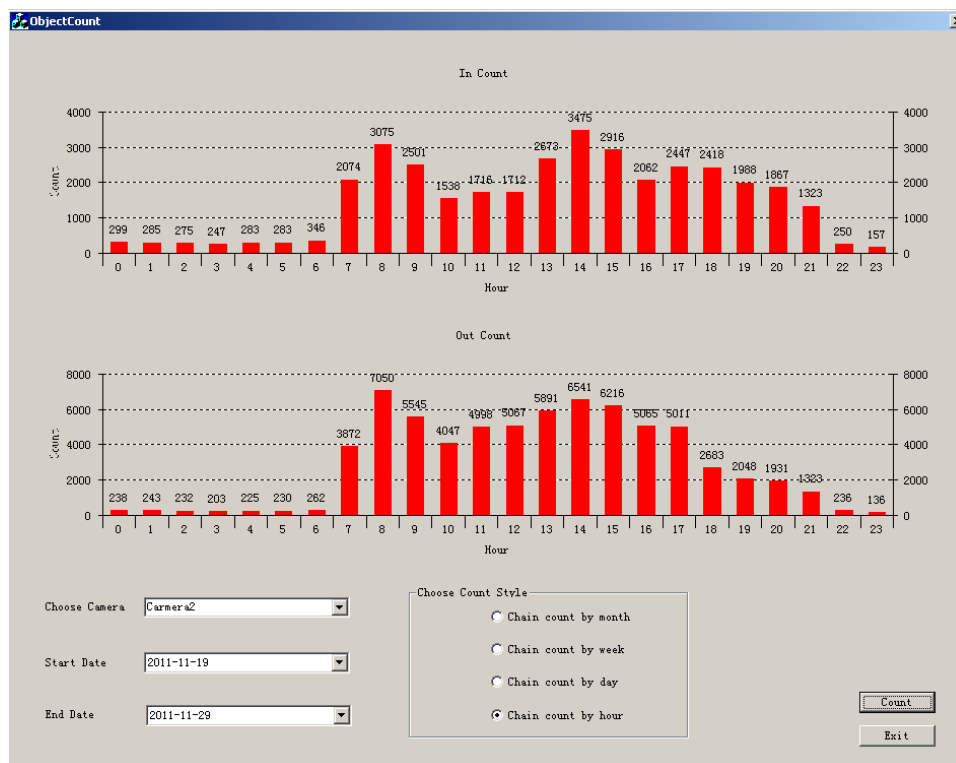 ObjectCount
In Count
4000 4000
3000 3000
2000 2000
1000 1000
0 0
Count
299 285 275 247 283 283 346 2074 3075 2501 1538 1716 1712 2673 3475 2916 2062 2447 2418 1988 1867 1323 250 157
0 1 2 3 4 5 6 7 8 9 10 11 12 13 14 15 16 17 18 19 20 21 22 23
Hour
Out Count
8000 8000
6000 6000
4000 4000
2000 2000
0 0
Count
238 243 232 203 225 230 262 3872 7050 5545 4047 4998 5067 5891 6541 6216 5065 5011 2683 2048 1931 1323 236 136
0 1 2 3 4 5 6 7 8 9 10 11 12 13 14 15 16 17 18 19 20 21 22 23
Hour
Choose Camera Carmera2
Start Date 2011-11-19
End Date 2011-11-29
Choose Count Style
Chain count by month
Chain count by week
Chain count by day
Chain count by hour
Count
Exit